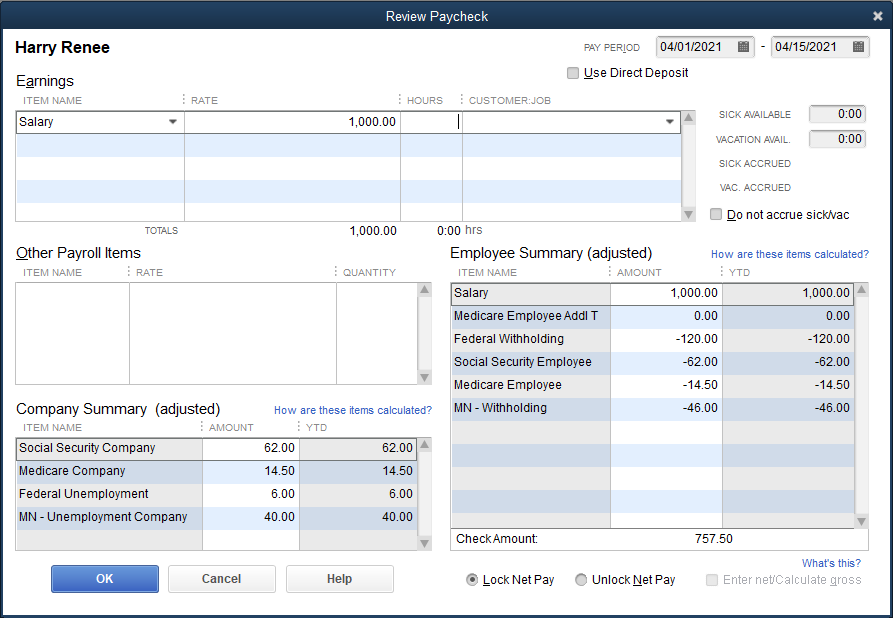 Review Paycheck
Harry Renee
PAY PERIOD 04/01/2021 - 04/15/2021
Use Direct Deposit
Earnings
ITEM NAME RATE HOURS CUSTOMER:JOB
Salary 1,000.00
TOTALS 1,000.00 0:00 hrs
SICK AVAILABLE 0:00
VACATION AVAIL. 0:00
SICK ACCRUED
VAC. ACCRUED
Do not accrue sick/vac
Other Payroll Items
ITEM NAME RATE QUANTITY
Employee Summary (adjusted) How are these items calculated?
ITEM NAME AMOUNT YTD
Salary 1,000.00 1,000.00
Medicare Employee Addl T 0.00 0.00
Federal Withholding -120.00 -120.00
Social Security Employee -62.00 -62.00
Medicare Employee -14.50 -14.50
MN - Withholding -46.00 -46.00
Check Amount: 757.50
Company Summary (adjusted) How are these items calculated?
ITEM NAME AMOUNT YTD
Social Security Company 62.00 62.00
Medicare Company 14.50 14.50
Federal Unemployment 6.00 6.00
MN - Unemployment Company 40.00 40.00
What's this?
OK Cancel Help
Lock Net Pay Unlock Net Pay Enter net/Calculate gross